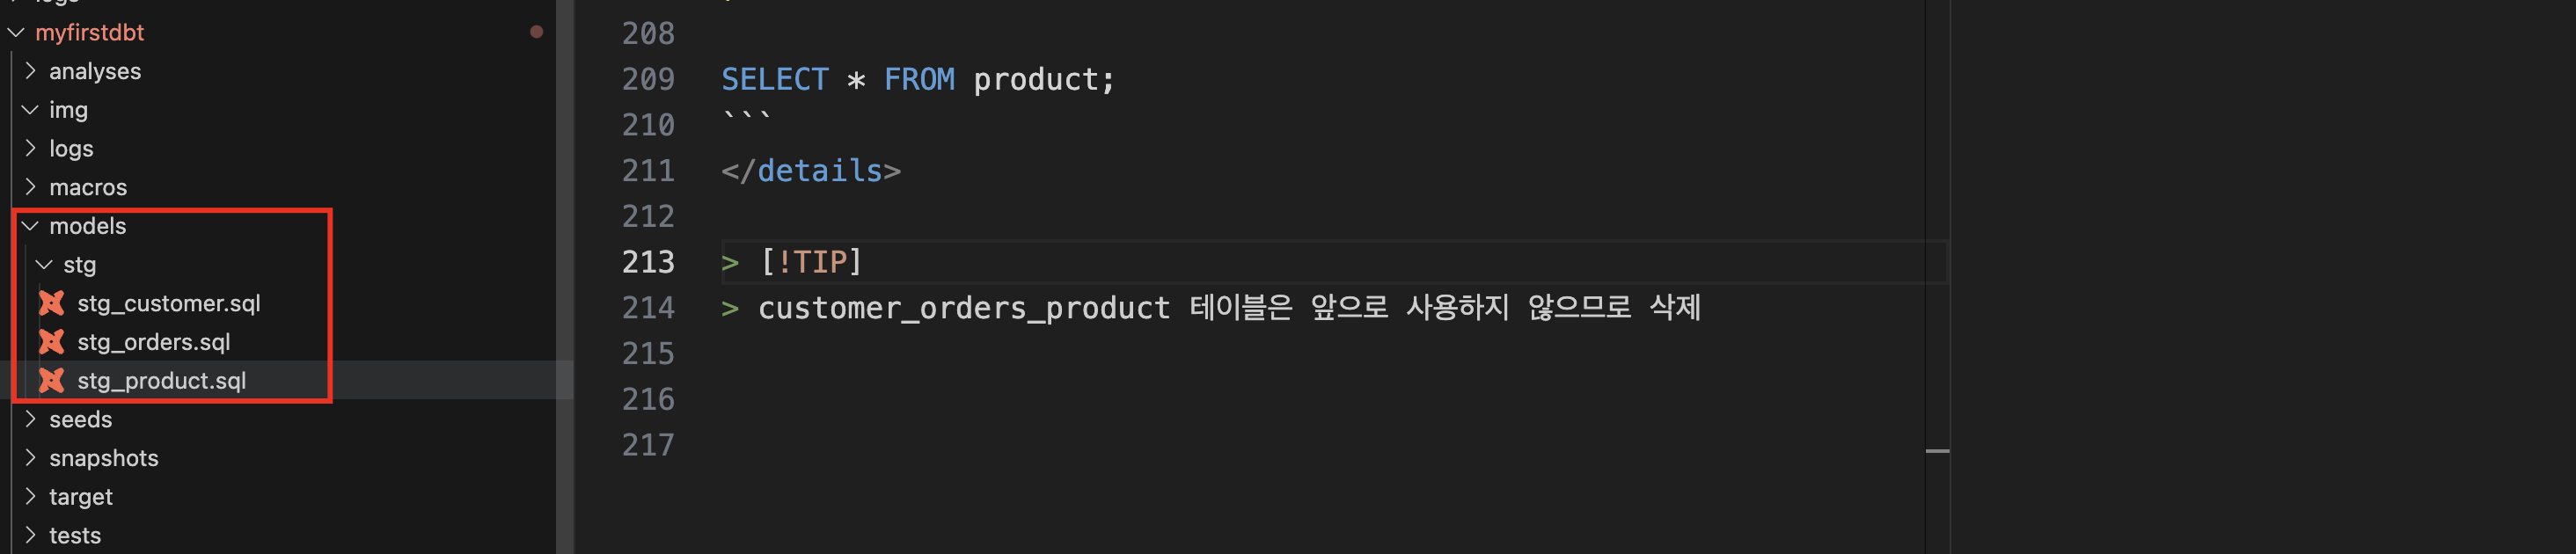 logs
myfirstdbt
analyses
img
logs
macros
models
stg
stg_customer.sql
stg_orders.sql
stg_product.sql
seeds
snapshots
target
tests
208
209 SELECT * FROM product;
210 ```
211 </details>
212
213 > [!TIP]
214 > customer_orders_product 테이블은 앞으로 사용하지 않으므로 삭제
215
216
217